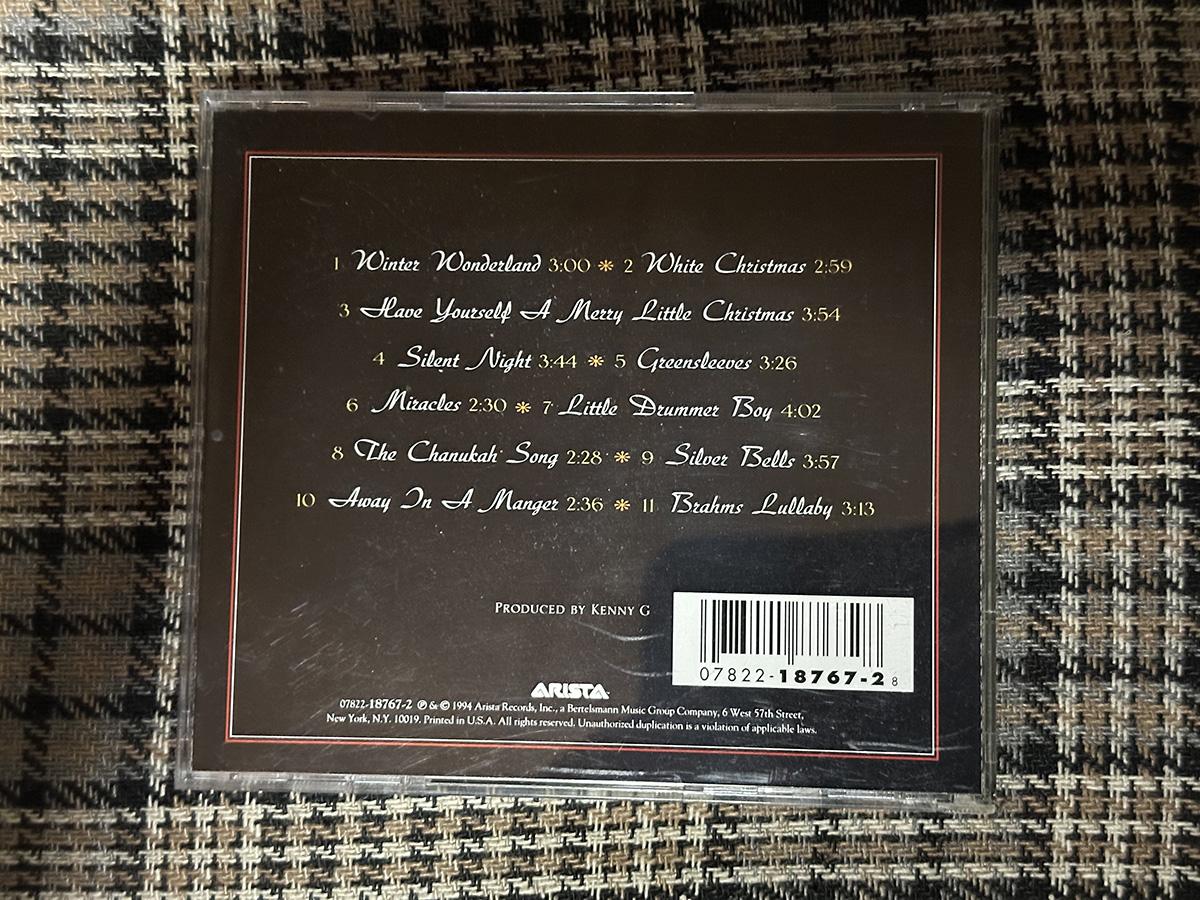 1 Winter Wonderland 3:00 * 2 White Christmas 2:59
3 Have Yourself A Merry Little Christmas 3:54
4 Silent Night 3:44 * 5 Greensleeves 3:26
6 Miracles 2:30 * 7 Little Drummer Boy 4:02
8 The Chanukah Song 2:28 * 9 Silver Bells 3:57
10 Away In A Manger 2:36 * 11 Brahms Lullaby 3:13
PRODUCED BY KENNY G
07822-18767-2 8
ARISTA
07822-18767-2 ℗ & © 1994 Arista Records, Inc., a Bertelsmann Music Group Company, 6 West 57th Street,
New York, N.Y. 10019. Printed in U.S.A. All rights reserved. Unauthorized duplication is a violation of applicable laws.